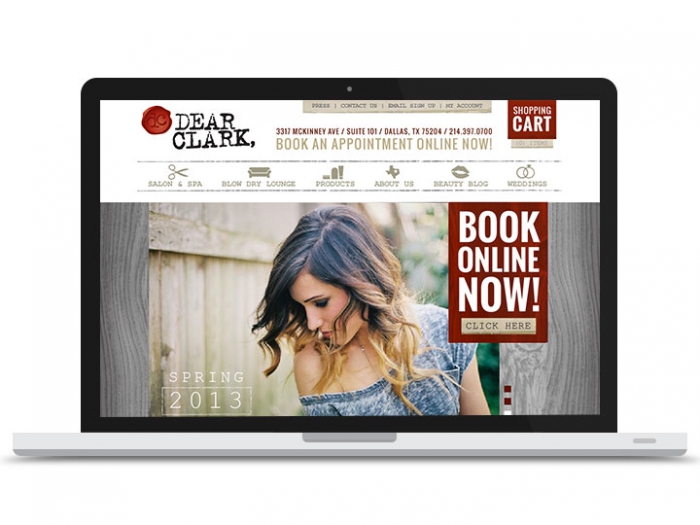 PRESS | CONTACT US | EMAIL SIGN UP | MY ACCOUNT
SHOPPING
CART
DEAR
CLARK,
3317 MCKINNEY AVE / SUITE 101 / DALLAS, TX 75204 / 214.397.0700
BOOK AN APPOINTMENT ONLINE NOW!
SALON & SPA
BLOW DRY LOUNGE
PRODUCTS
ABOUT US
BEAUTY BLOG
WEDDINGS
BOOK
ONLINE
NOW!
CLICK HERE
SPRING
2013